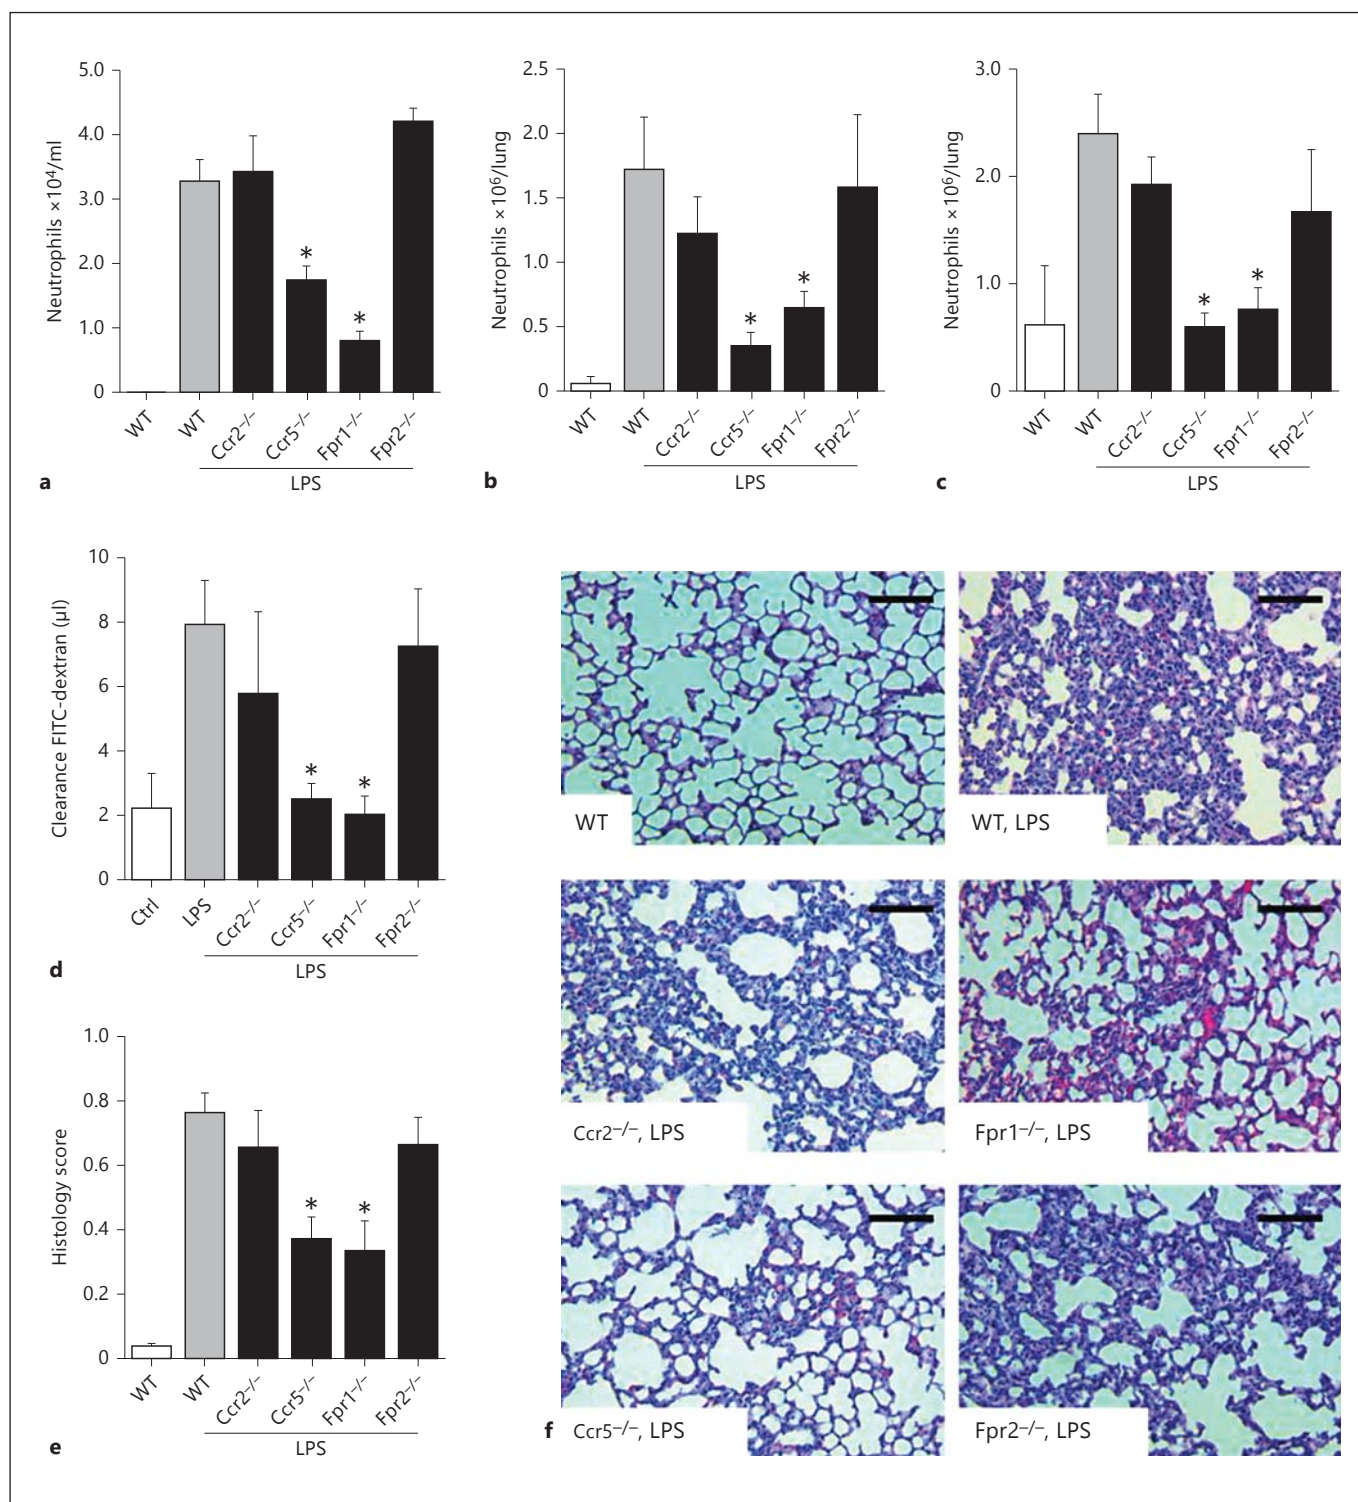 5.0
4.0
3.0
2.0
1.0
0
Neutrophils ×10⁴/ml
*
*
WT
WT
Ccr2⁻/⁻
Ccr5⁻/⁻
Fpr1⁻/⁻
Fpr2⁻/⁻
LPS
a
2.5
2.0
1.5
1.0
0.5
0
Neutrophils ×10⁶/lung
*
*
WT
WT
Ccr2⁻/⁻
Ccr5⁻/⁻
Fpr1⁻/⁻
Fpr2⁻/⁻
LPS
b
3.0
2.0
1.0
0
Neutrophils ×10⁶/lung
*
*
WT
WT
Ccr2⁻/⁻
Ccr5⁻/⁻
Fpr1⁻/⁻
Fpr2⁻/⁻
LPS
c
10
8
6
4
2
0
Clearance FITC-dextran (µl)
*
*
Ctrl
LPS
Ccr2⁻/⁻
Ccr5⁻/⁻
Fpr1⁻/⁻
Fpr2⁻/⁻
LPS
d
1.0
0.8
0.6
0.4
0.2
0
Histology score
*
*
WT
WT
Ccr2⁻/⁻
Ccr5⁻/⁻
Fpr1⁻/⁻
Fpr2⁻/⁻
LPS
e
WT
WT, LPS
Ccr2⁻/⁻, LPS
Fpr1⁻/⁻, LPS
f
Ccr5⁻/⁻, LPS
Fpr2⁻/⁻, LPS